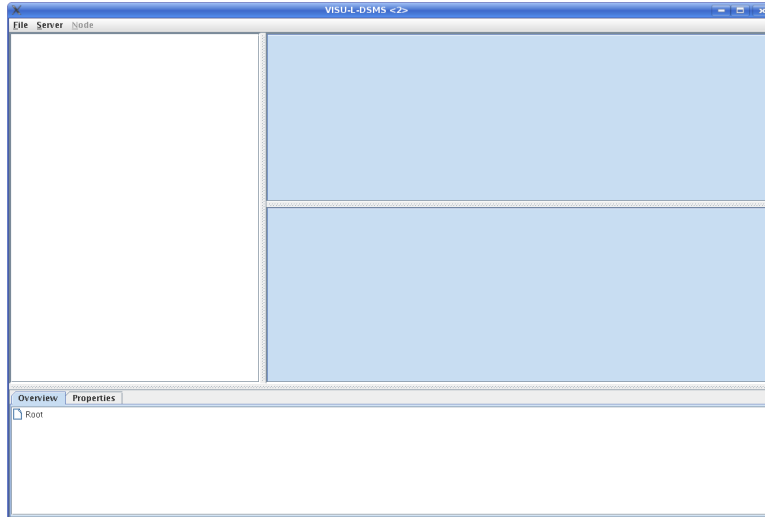 VISU-L-DSMS <2>
File Server Node
Overview Properties
Root